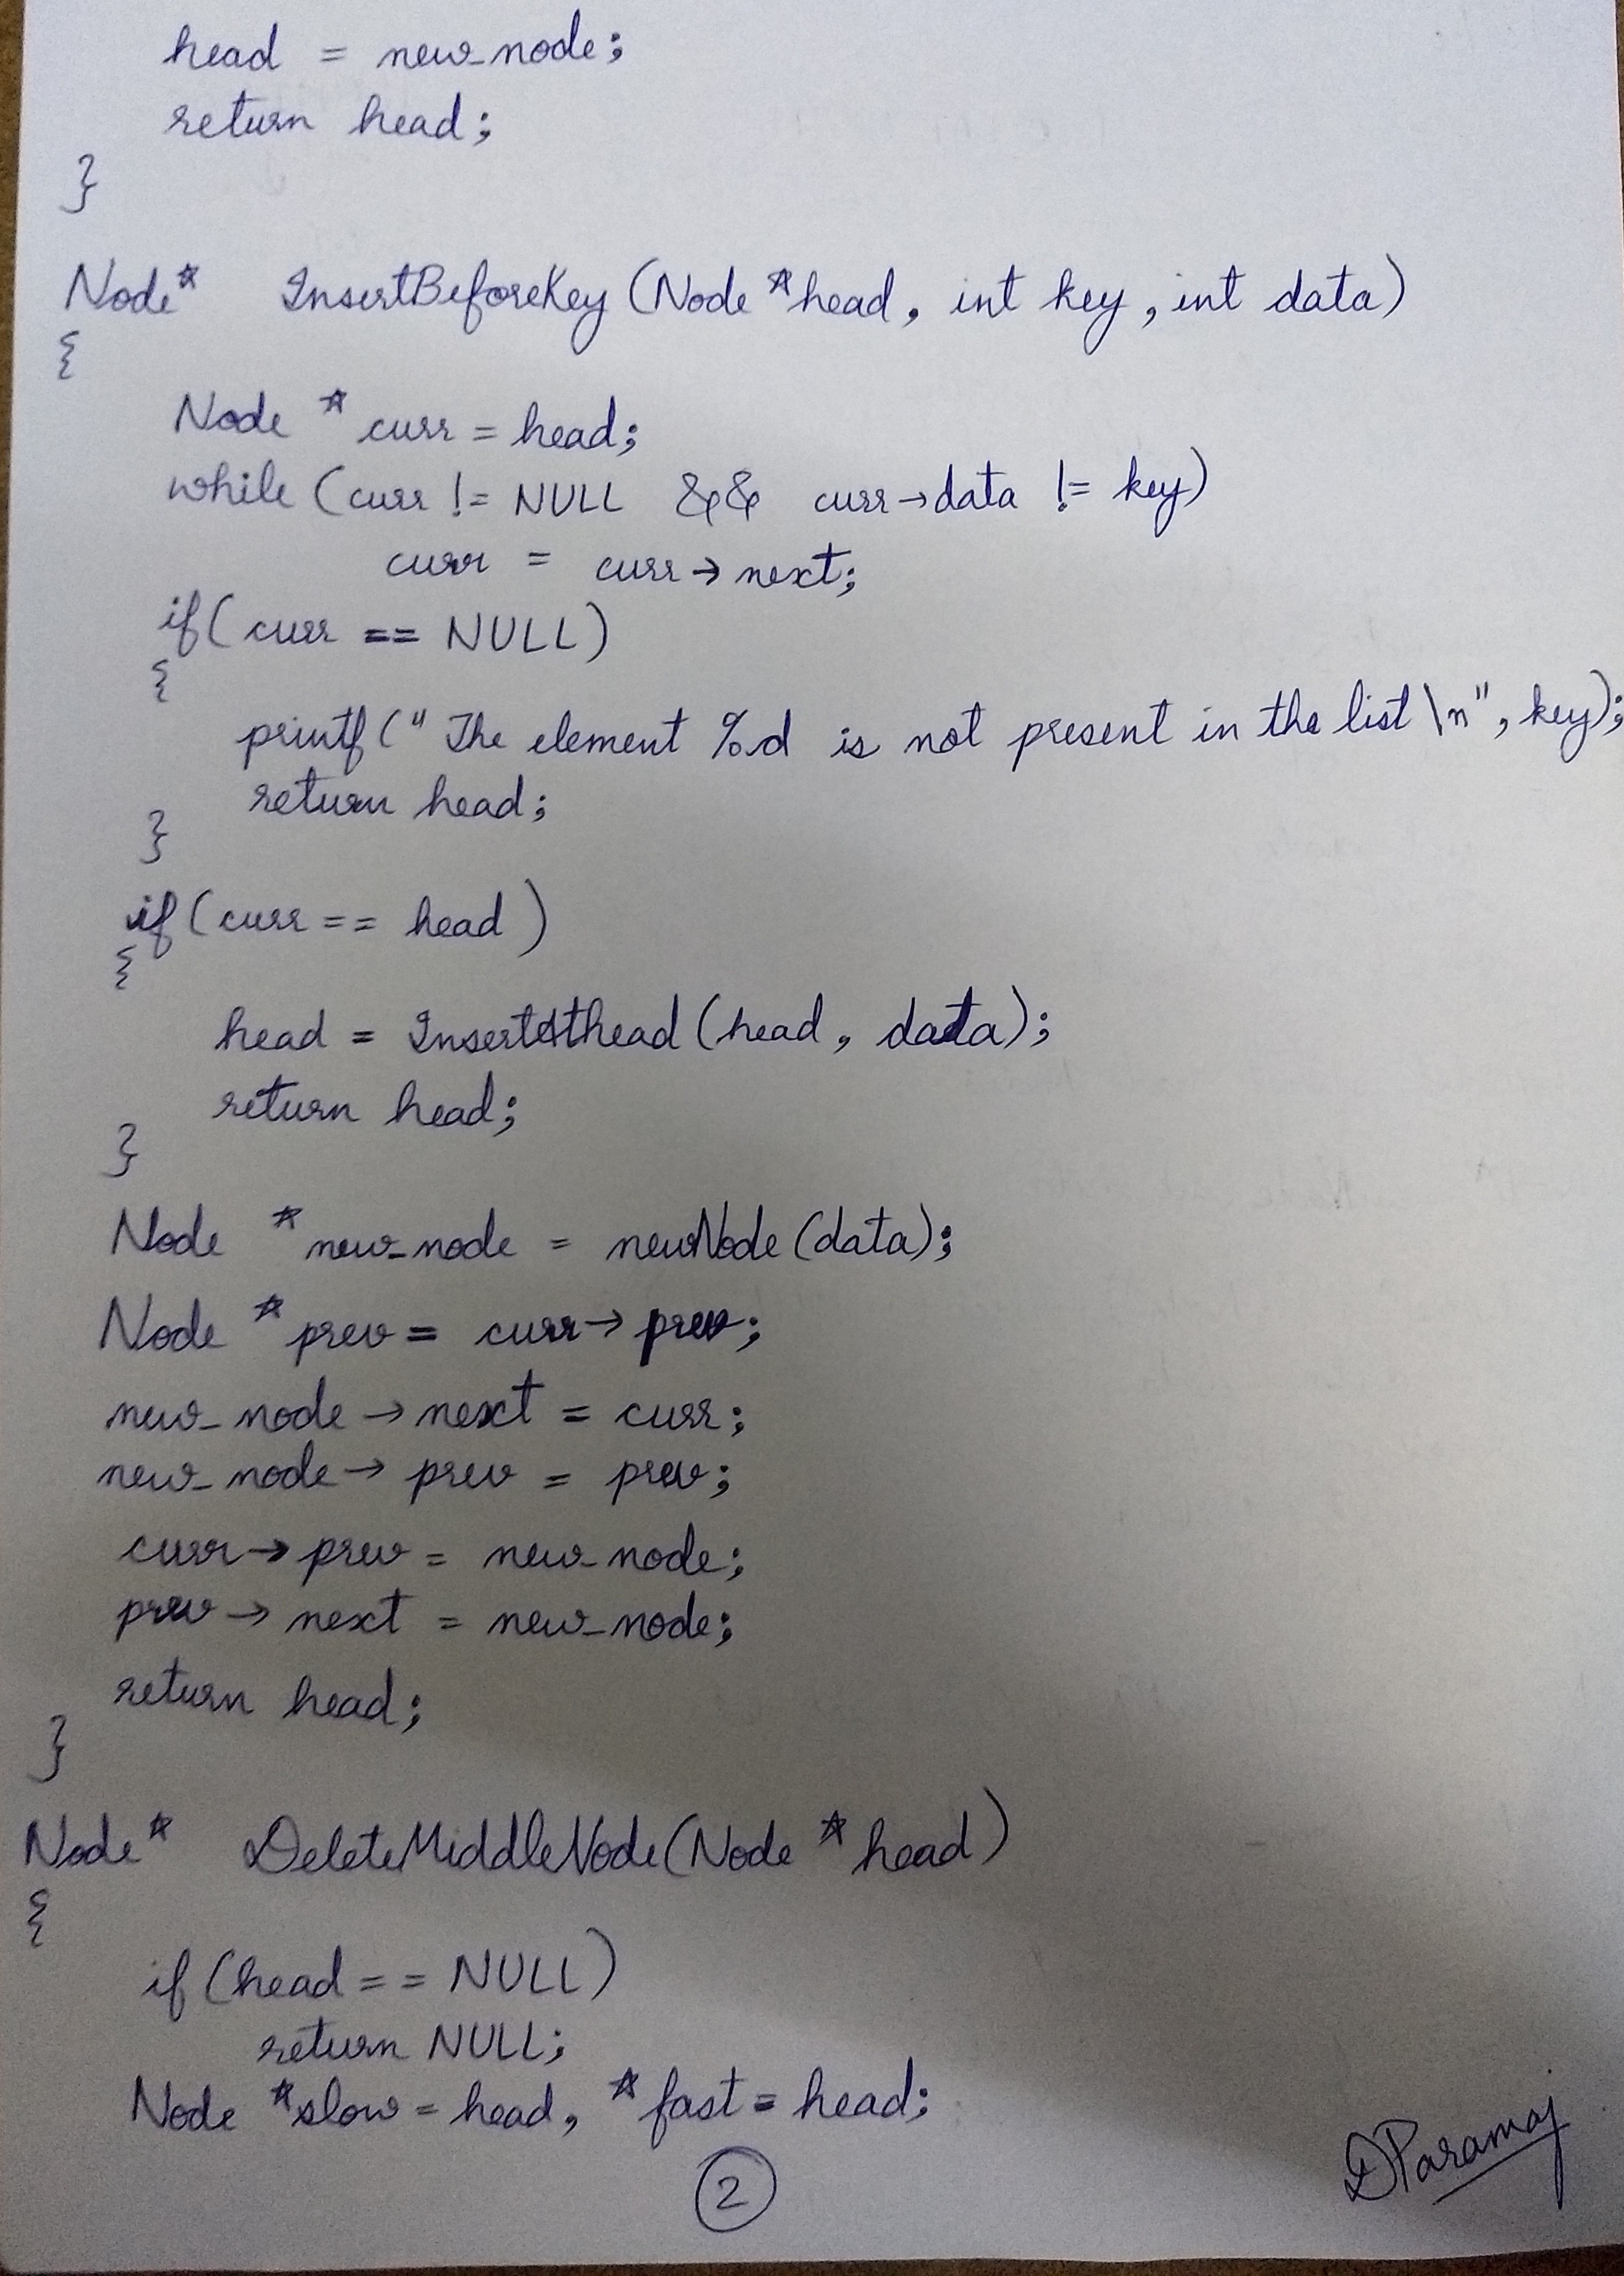 head = new_node;
return head;
}
Node* InsertBeforeKey (Node *head, int key, int data)
{
Node * curr = head;
while (curr != NULL && curr→data != key)
curr = curr→next;
if( curr == NULL)
{
printf (" The element %d is not present in the list \n", key);
return head;
}
if (curr == head )
{
head = InsertAthead (head, data);
return head;
}
Node *new_node = newNode (data);
Node * prev = curr→prev;
new_node→next = curr;
new_node→prev = prev;
curr→prev = new_node;
prev→next = new_node;
return head;
}
Node* DeleteMiddleNode (Node * head)
{
if (head == NULL)
return NULL;
Node *slow = head, * fast = head;
2
DParamaj